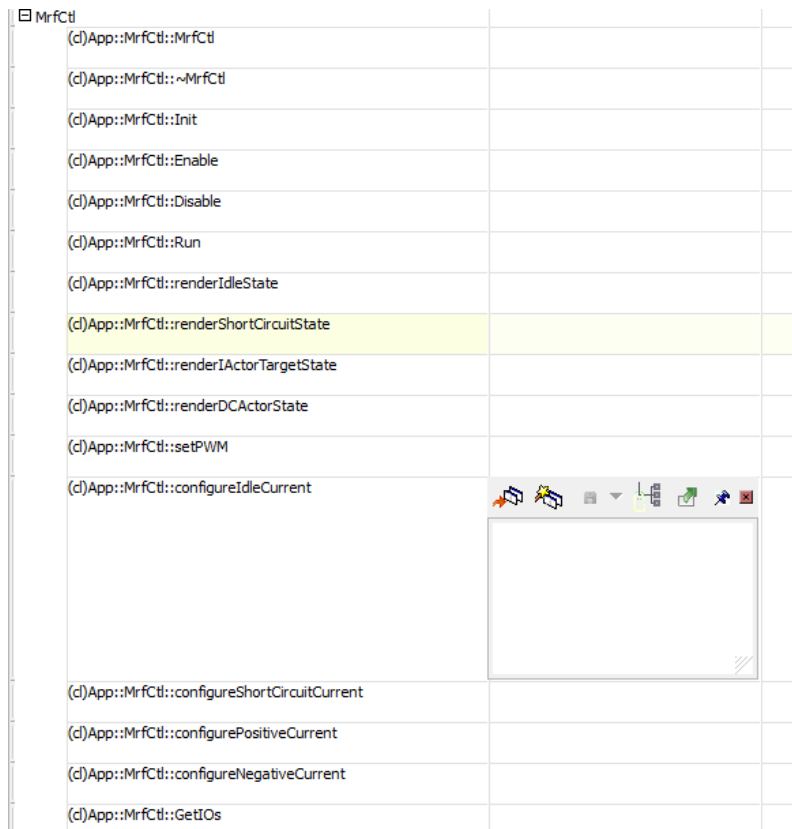 MrfCtl
(cl)App::MrfCtl::MrfCtl
(cl)App::MrfCtl::~MrfCtl
(cl)App::MrfCtl::Init
(cl)App::MrfCtl::Enable
(cl)App::MrfCtl::Disable
(cl)App::MrfCtl::Run
(cl)App::MrfCtl::renderIdleState
(cl)App::MrfCtl::renderShortCircuitState
(cl)App::MrfCtl::renderIActorTargetState
(cl)App::MrfCtl::renderDCActorState
(cl)App::MrfCtl::setPWM
(cl)App::MrfCtl::configureIdleCurrent
(cl)App::MrfCtl::configureShortCircuitCurrent
(cl)App::MrfCtl::configurePositiveCurrent
(cl)App::MrfCtl::configureNegativeCurrent
(cl)App::MrfCtl::GetIOs